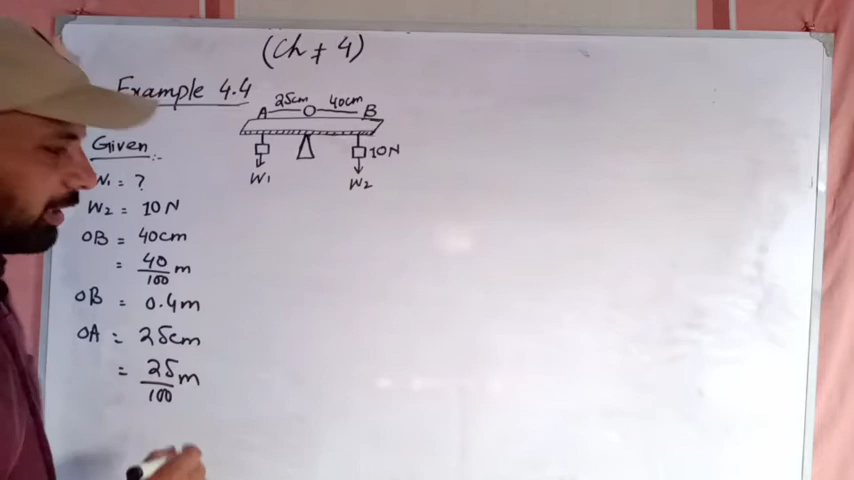 (Ch # 4)
Example 4.4
25cm 40cm
A O B
10N
W1 W2
Given :-
W1 = ?
W2 = 10N
OB = 40cm
= 40/100 m
OB = 0.4m
OA = 25cm
= 25/100 m